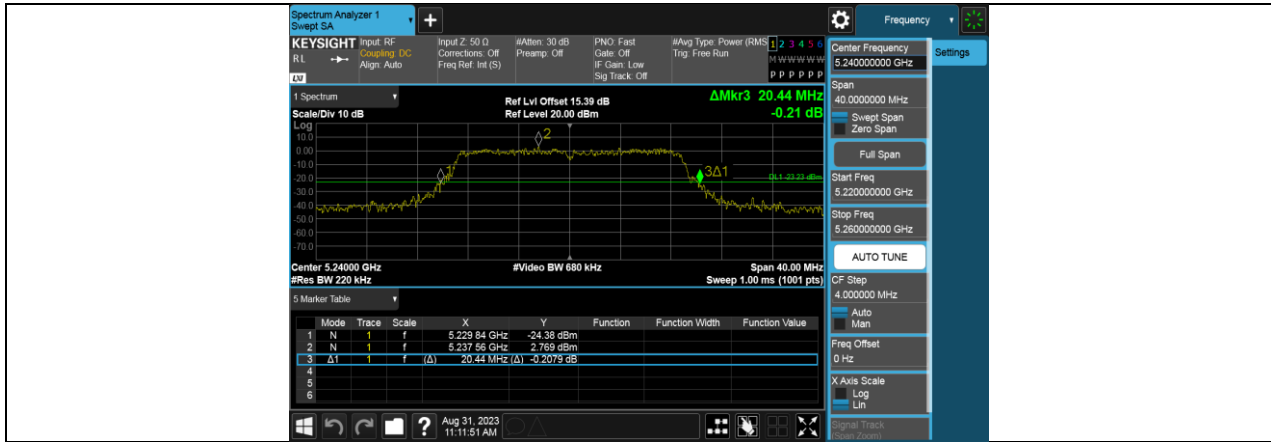 Spectrum Analyzer 1
Swept SA
+
Frequency
KEYSIGHT Input: RF Input Z: 50 Ω #Atten: 30 dB PNO: Fast #Avg Type: Power (RMS 1 2 3 4 5 6
RL Coupling: DC Corrections: Off Preamp: Off Gate: Off Trig: Free Run M W W W W W
Align: Auto Freq Ref: Int (S) IF Gain: Low
LXI Sig Track: Off P P P P P P
1 Spectrum
Ref Lvl Offset 15.39 dB ΔMkr3 20.44 MHz
Scale/Div 10 dB Ref Level 20.00 dBm -0.21 dB
Log
10.0
0.00
-10.0
-20.0
-30.0
-40.0
-50.0
-60.0
-70.0
1
2
3Δ1
DL1 -23.23 dBm
Center 5.24000 GHz #Video BW 680 kHz Span 40.00 MHz
#Res BW 220 kHz Sweep 1.00 ms (1001 pts)
5 Marker Table
Mode Trace Scale X Y Function Function Width Function Value
1 N 1 f 5.229 84 GHz -24.38 dBm
2 N 1 f 5.237 56 GHz 2.769 dBm
3 Δ1 1 f (Δ) 20.44 MHz (Δ) -0.2079 dB
4
5
6
? Aug 31, 2023
11:11:51 AM
Center Frequency
5.240000000 GHz
Settings
Span
40.0000000 MHz
Swept Span
Zero Span
Full Span
Start Freq
5.220000000 GHz
Stop Freq
5.260000000 GHz
AUTO TUNE
CF Step
4.000000 MHz
Auto
Man
Freq Offset
0 Hz
X Axis Scale
Log
Lin
Signal Track
(Span Zoom)